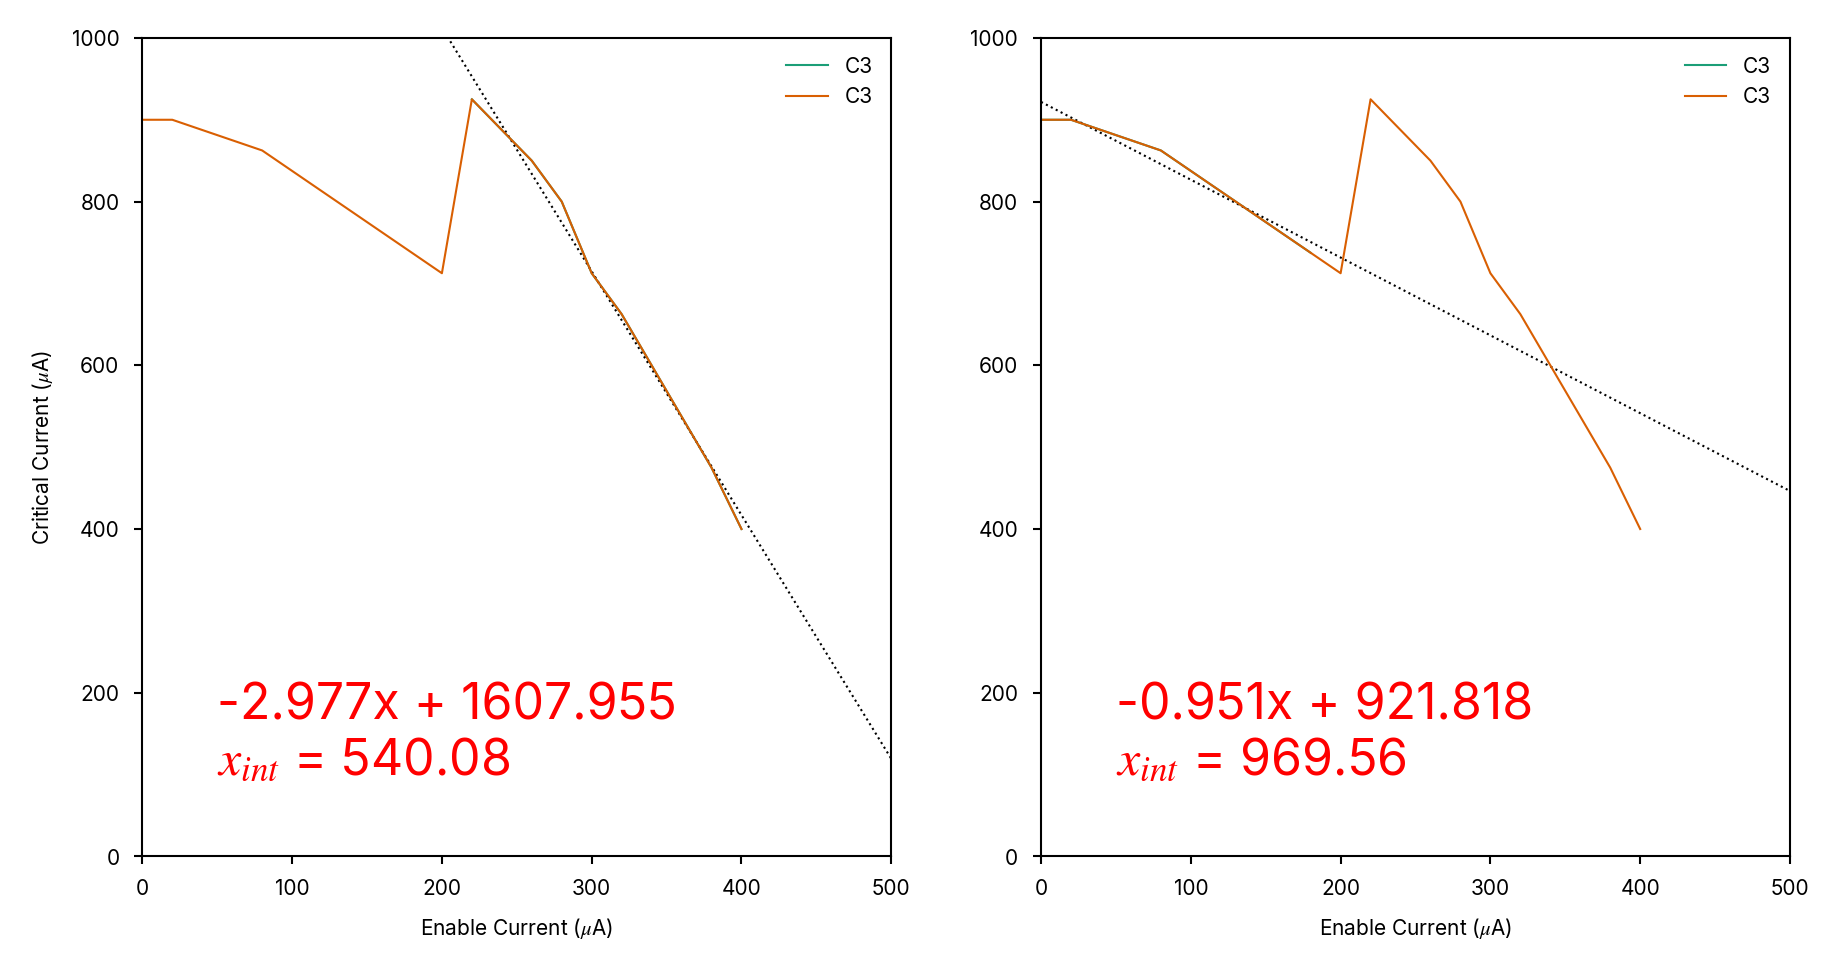 1000
800
600
400
200
0
0
100
200
300
400
500
Critical Current (μA)
Enable Current (μA)
C3
C3
-2.977x + 1607.955
x_int = 540.08
1000
800
600
400
200
0
0
100
200
300
400
500
Enable Current (μA)
C3
C3
-0.951x + 921.818
x_int = 969.56